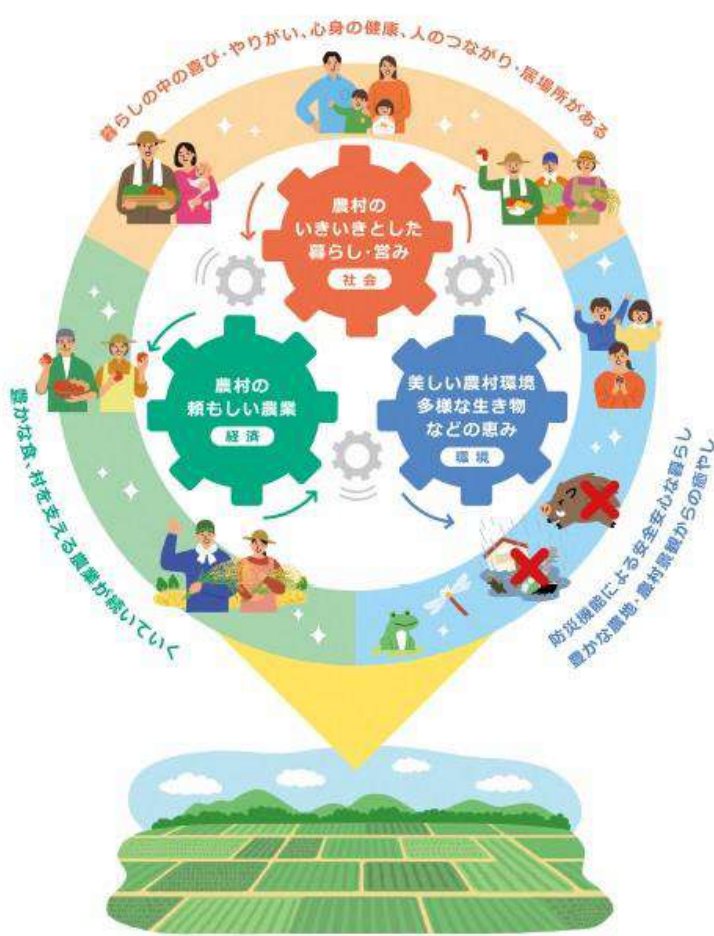 暮らしの中の喜び・やりがい、心身の健康、人のつながり・居場所がある
農村の
いきいきとした
暮らし・営み
社会
農村の
頼もしい農業
経済
美しい農村環境
多様な生き物
などの恵み
環境
豊かな食、村を支える農業が続いていく
防災機能による安全安心な暮らし
豊かな農地・農村景観からの癒やし